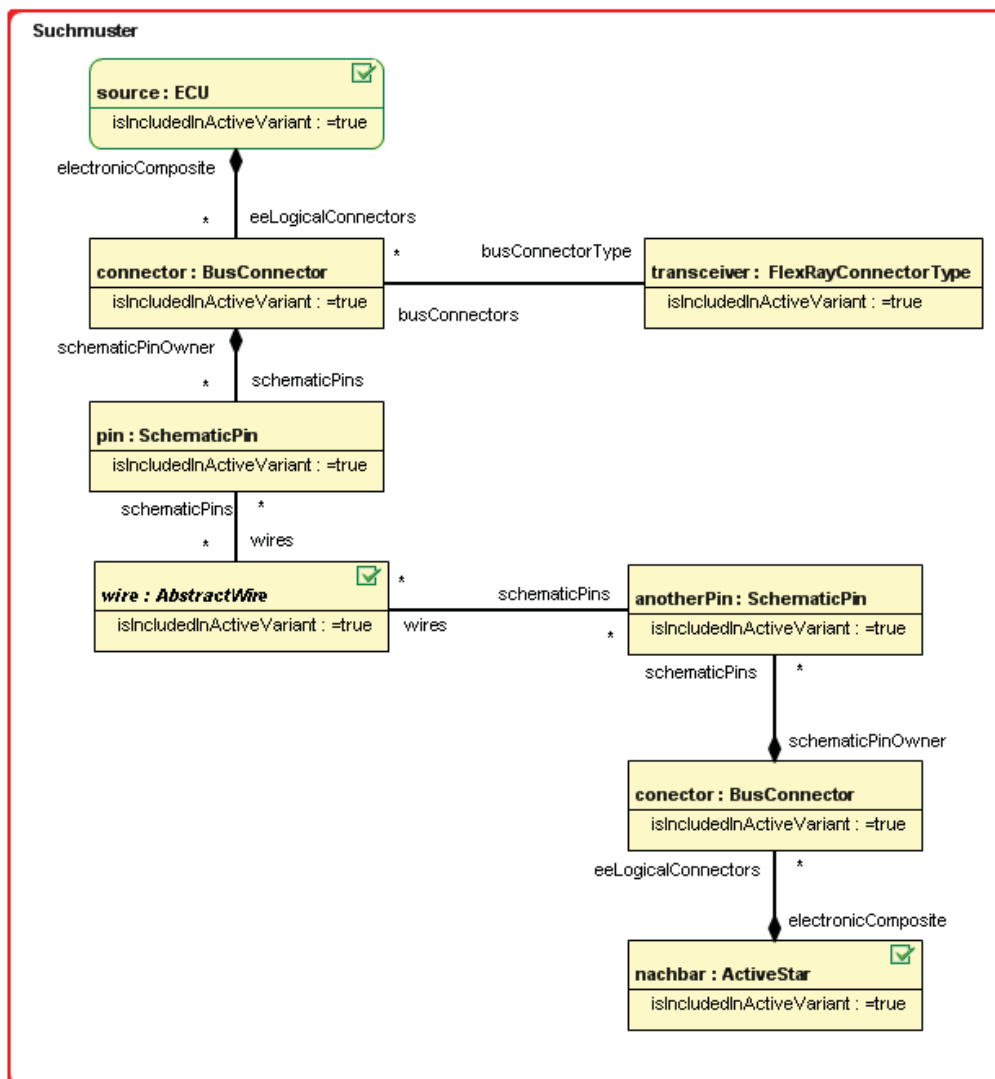 Suchmuster
source : ECU
isIncludedInActiveVariant : =true
electronicComposite
*
eeLogicalConnectors
connector : BusConnector
isIncludedInActiveVariant : =true
*
busConnectorType
busConnectors
transceiver : FlexRayConnectorType
isIncludedInActiveVariant : =true
schematicPinOwner
*
schematicPins
pin : SchematicPin
isIncludedInActiveVariant : =true
schematicPins
*
*
wires
wire : AbstractWire
isIncludedInActiveVariant : =true
*
schematicPins
wires
*
anotherPin : SchematicPin
isIncludedInActiveVariant : =true
schematicPins
*
schematicPinOwner
conector : BusConnector
isIncludedInActiveVariant : =true
eeLogicalConnectors
*
electronicComposite
nachbar : ActiveStar
isIncludedInActiveVariant : =true